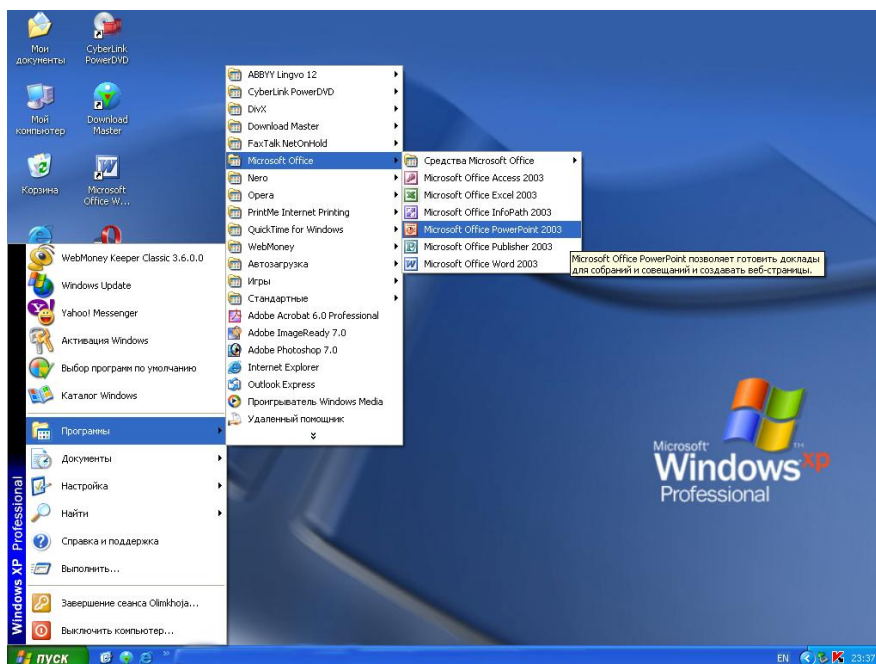 Мои
документы
CyberLink
PowerDVD
Мой
компьютер
Download
Master
Корзина
Microsoft
Office W...
WebMoney Keeper Classic 3.6.0.0
Windows Update
Yahoo! Messenger
Активация Windows
Выбор программ по умолчанию
Каталог Windows
Программы
Документы
Настройка
Найти
Справка и поддержка
Выполнить...
Завершение сеанса Olimkhoja...
Выключить компьютер...
Windows XP Professional
ABBYY Lingvo 12
CyberLink PowerDVD
DivX
Download Master
FaxTalk NetOnHold
Microsoft Office
Nero
Opera
PrintMe Internet Printing
QuickTime for Windows
WebMoney
Автозагрузка
Игры
Стандартные
Adobe Acrobat 6.0 Professional
Adobe ImageReady 7.0
Adobe Photoshop 7.0
Internet Explorer
Outlook Express
Проигрыватель Windows Media
Удаленный помощник
Средства Microsoft Office
Microsoft Office Access 2003
Microsoft Office Excel 2003
Microsoft Office InfoPath 2003
Microsoft Office PowerPoint 2003
Microsoft Office Publisher 2003
Microsoft Office Word 2003
Microsoft Office PowerPoint позволяет готовить доклады
для собраний и совещаний и создавать веб-страницы.
Microsoft
Windows xp
TM
Professional
пуск
EN
23:37